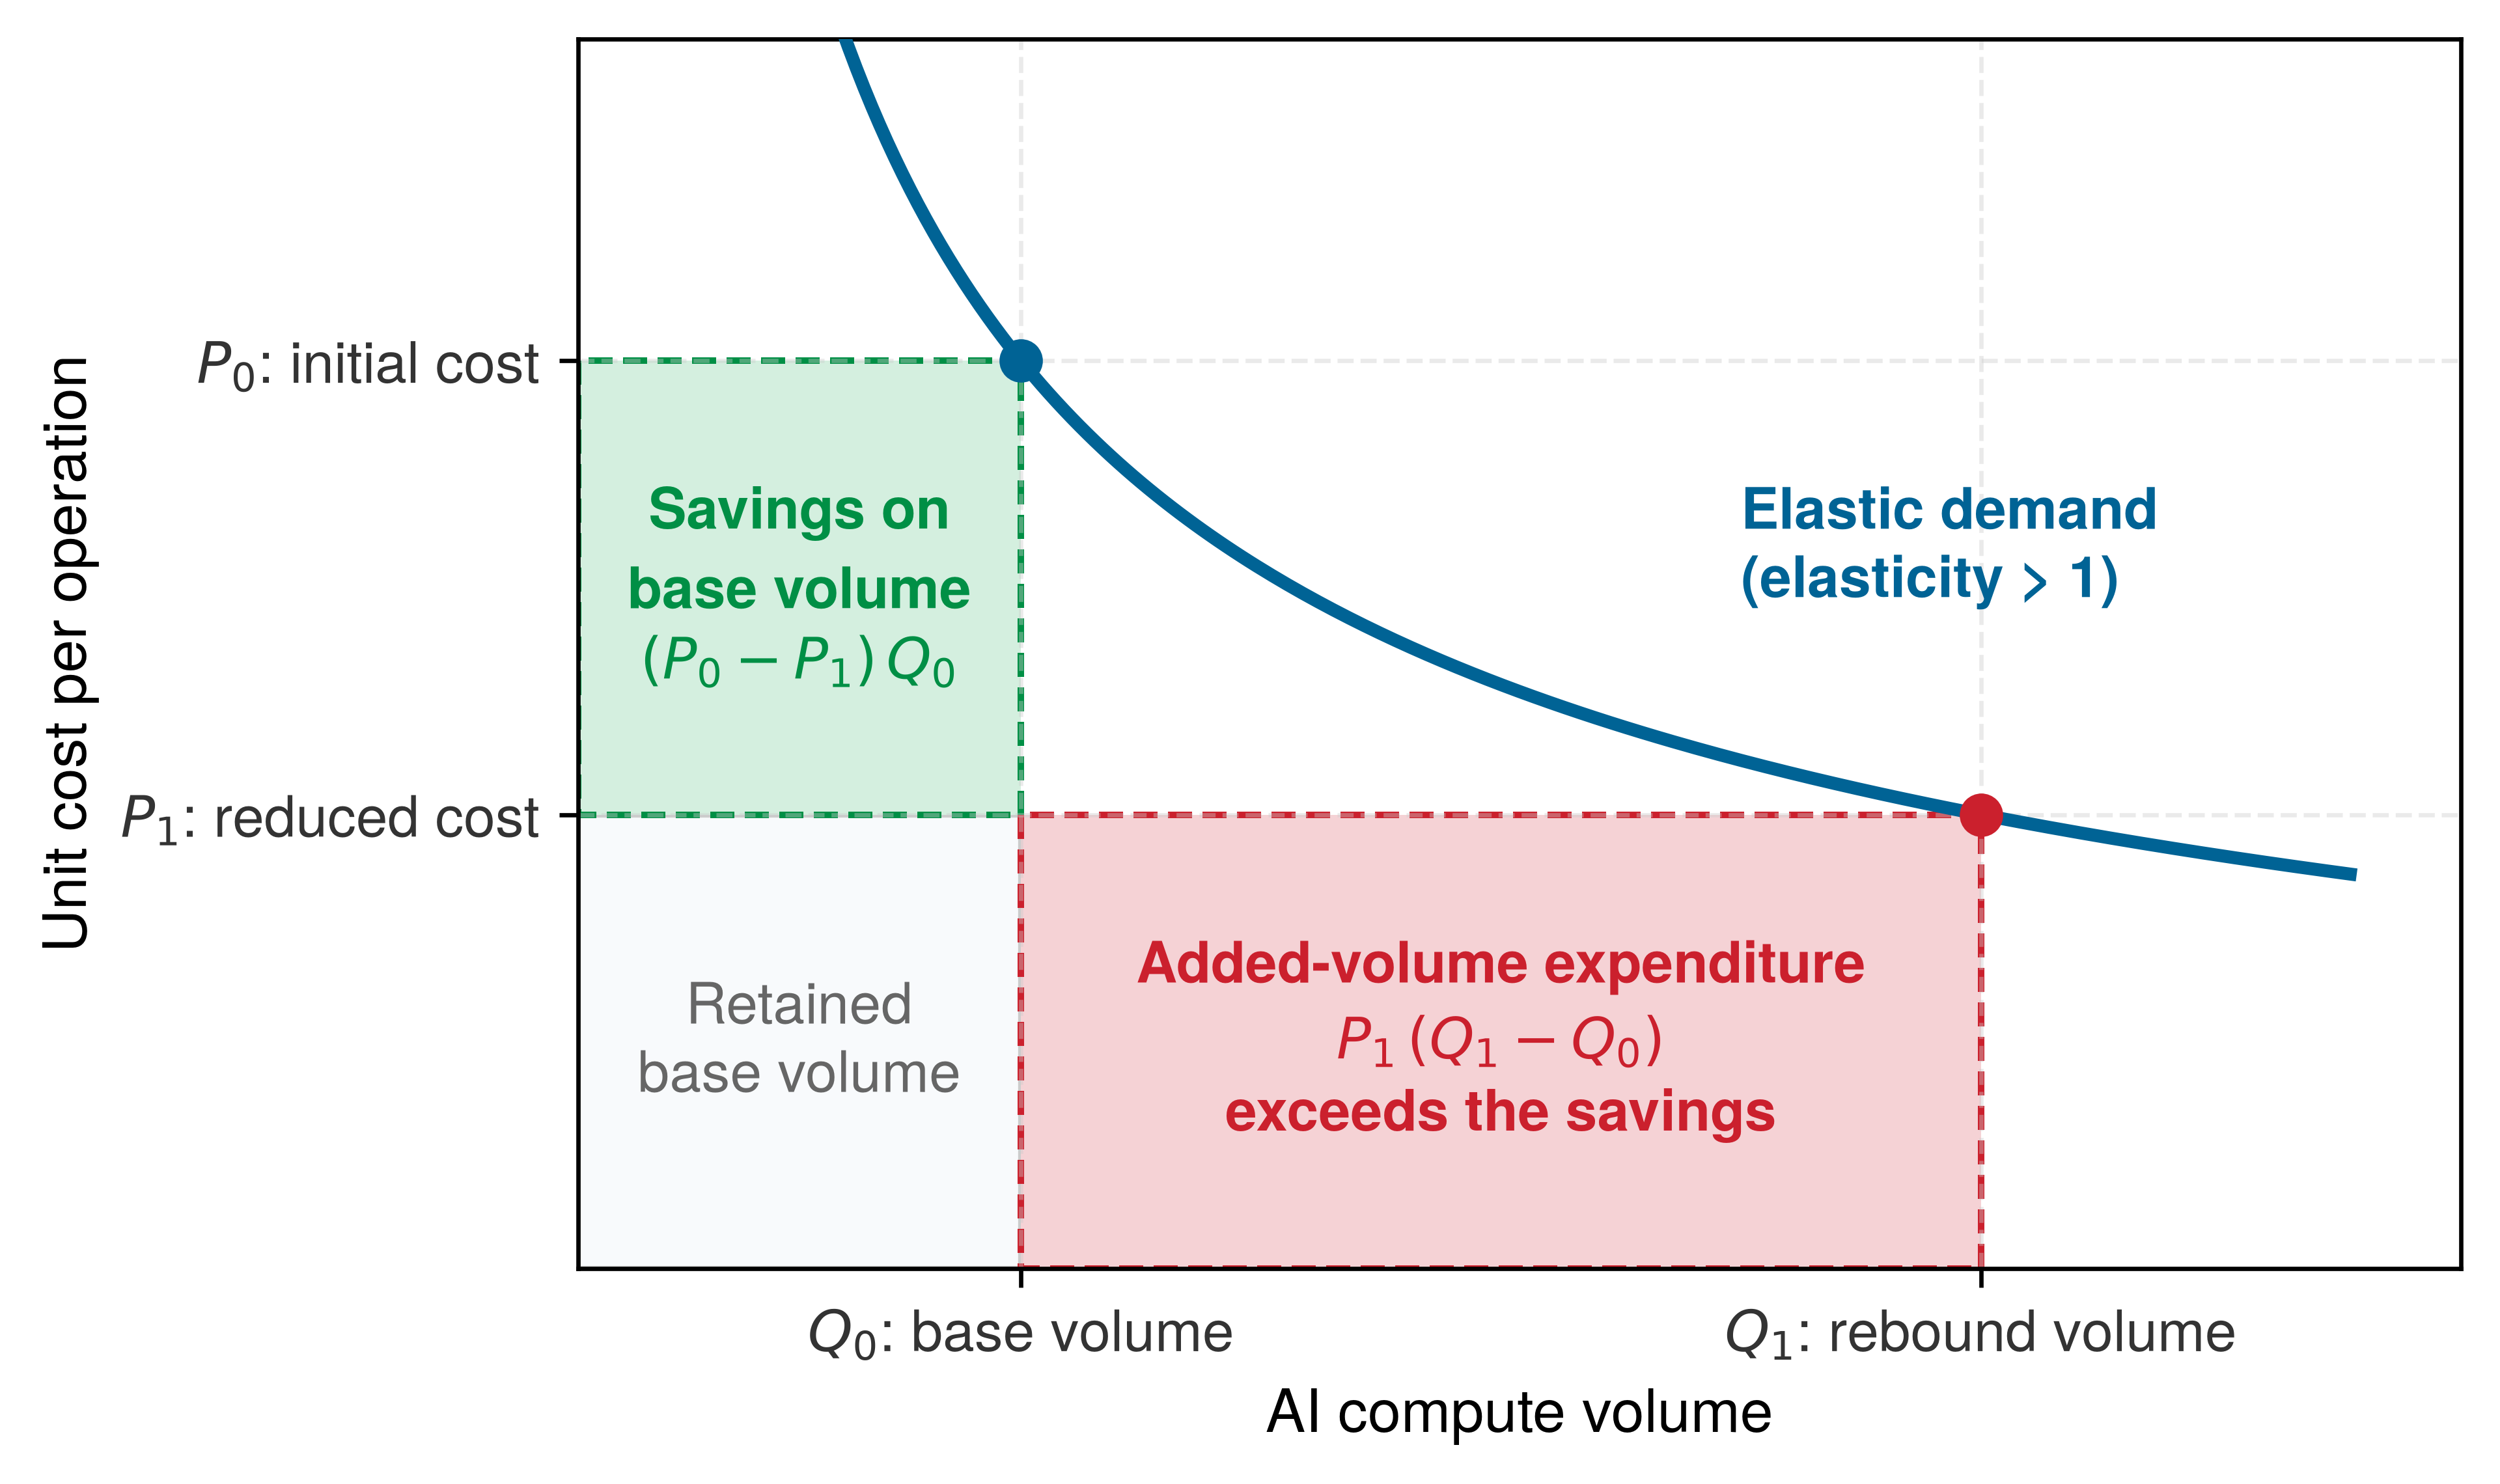 Unit cost per operation
P₀: initial cost
P₁: reduced cost
Savings on
base volume
(P₀ − P₁) Q₀
Elastic demand
(elasticity > 1)
Retained
base volume
Added-volume expenditure
P₁ (Q₁ − Q₀)
exceeds the savings
Q₀: base volume
Q₁: rebound volume
AI compute volume